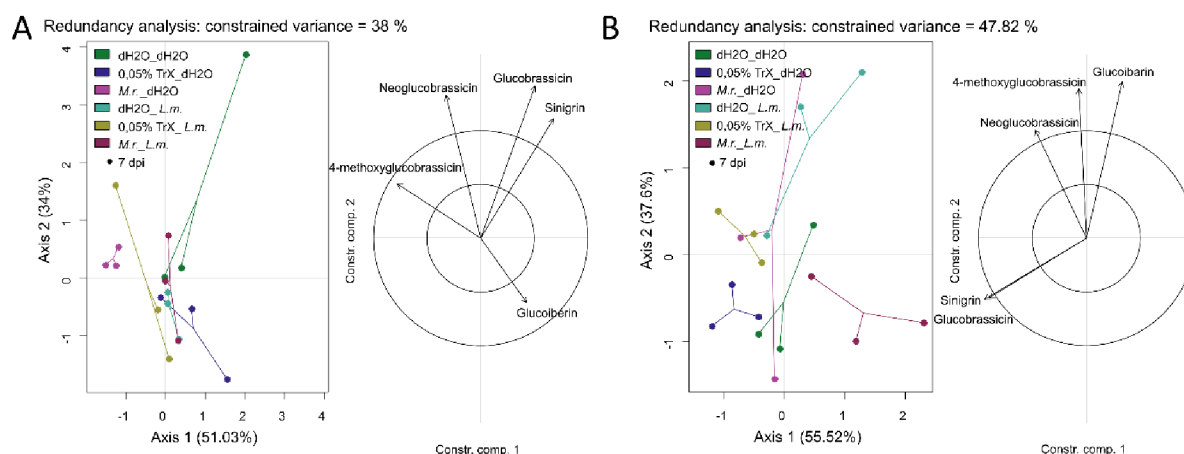 A
Redundancy analysis: constrained variance = 38 %
4
3
2
1
0
-1
Axis 2 (34%)
dH2O_dH2O
0,05% TrX_dH2O
M.r._dH2O
dH2O_L.m.
0,05% TrX_L.m.
M.r._L.m.
7 dpi
-1 0 1 2 3 4
Axis 1 (51.03%)
Neoglucobrassicin
Glucobrassicin
Sinigrin
4-methoxyglucobrassicin
Glucoiberin
Constr. comp. 2
Constr. comp. 1
B
Redundancy analysis: constrained variance = 47.82 %
2
1
0
-1
Axis 2 (37.6%)
dH2O_dH2O
0,05% TrX_dH2O
M.r._dH2O
dH2O_L.m.
0,05% TrX_L.m.
M.r._L.m.
7 dpi
-1 0 1 2
Axis 1 (55.52%)
4-methoxyglucobrassicin
Glucoibarin
Neoglucobrassicin
Sinigrin
Glucobrassicin
Constr. comp. 2
Constr. comp. 1